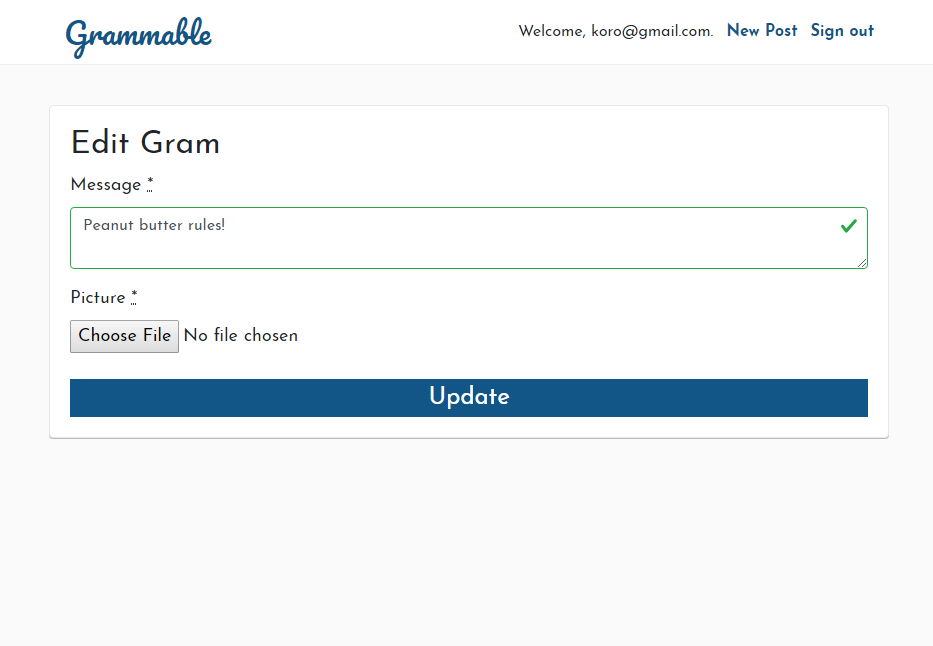 Grammable
Welcome, koro@gmail.com. New Post Sign out
Edit Gram
Message *
Peanut butter rules!
Picture *
Choose File No file chosen
Update